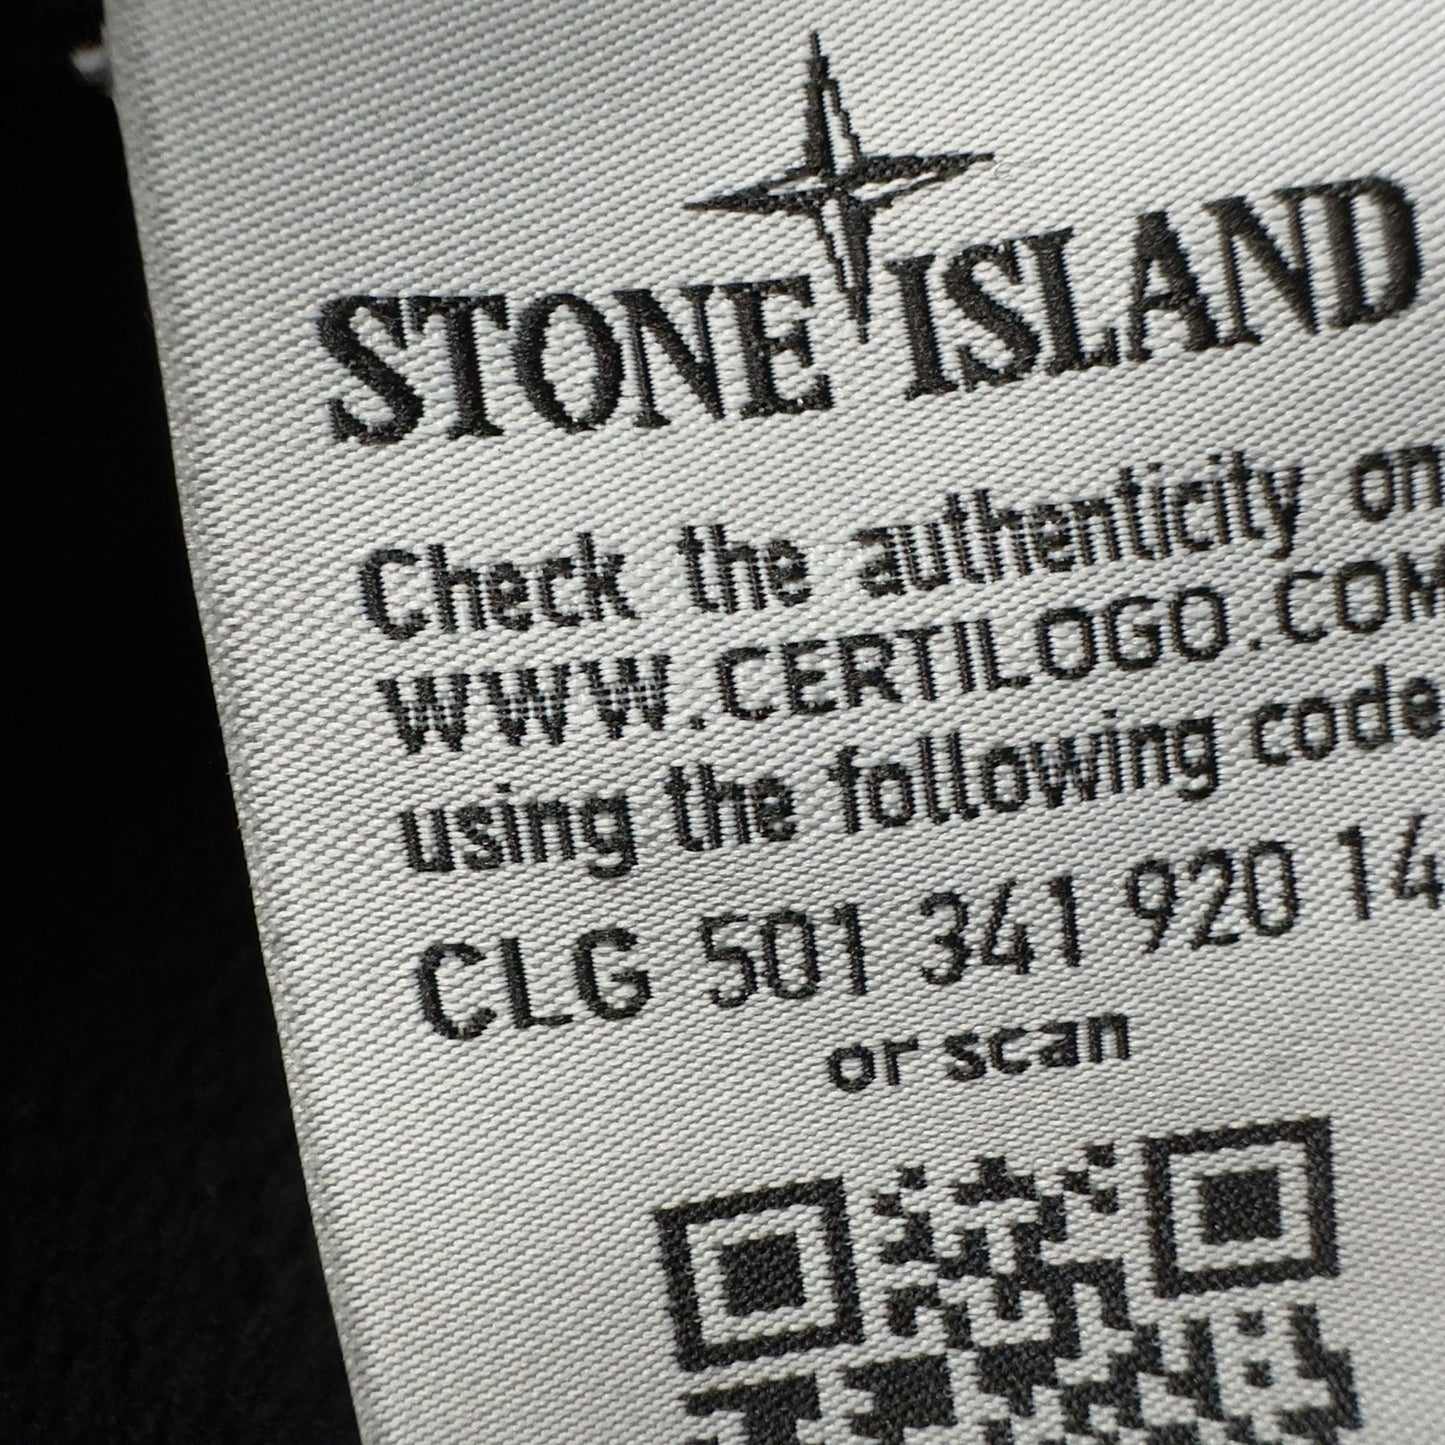 STONE ISLAND
Check the authenticity on
WWW.CERTILOGO.COM
using the following code
CLG 501 341 920 14
or scan